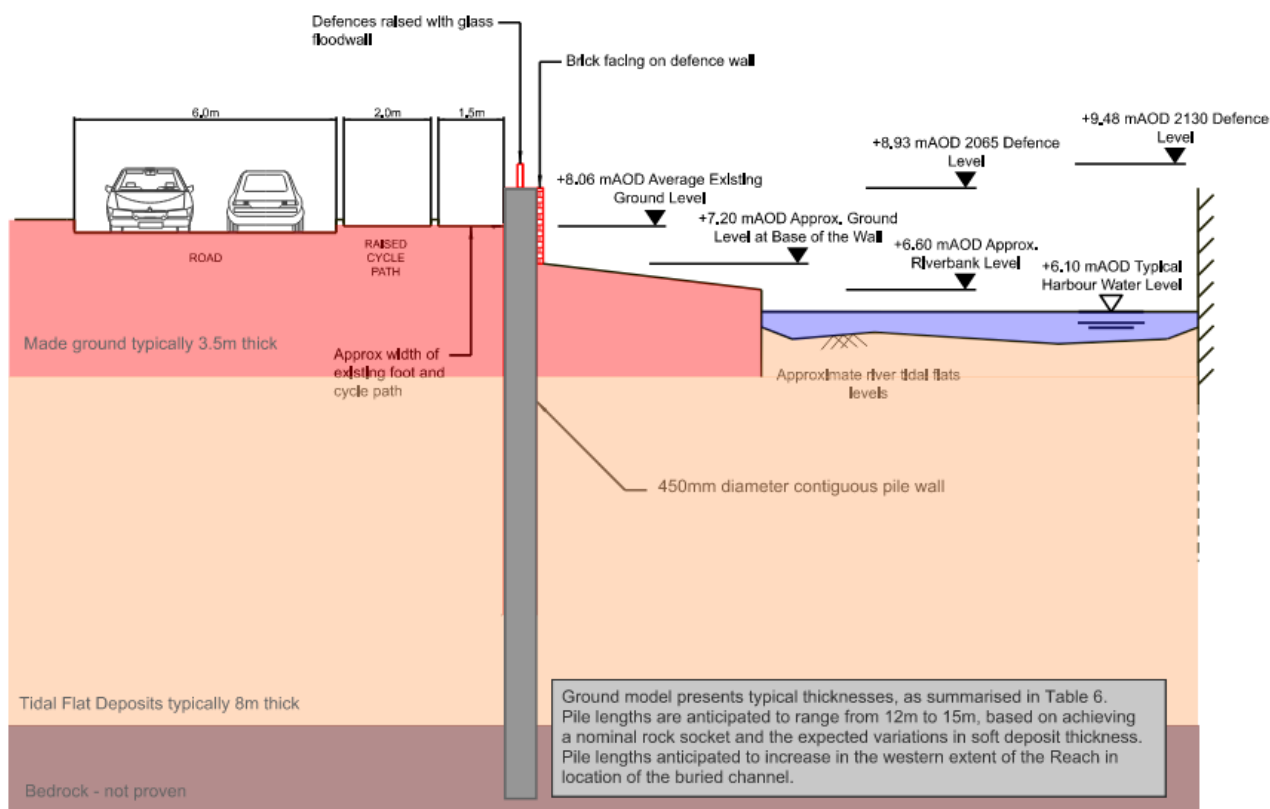 Defences raised with glass
floodwall
Brick facing on defence wall
6.0m
2.0m
1.5m
+9.48 mAOD 2130 Defence
Level
+8.93 mAOD 2065 Defence
Level
+8.06 mAOD Average Existing
Ground Level
+7.20 mAOD Approx. Ground
Level at Base of the Wall
+6.60 mAOD Approx.
Riverbank Level
+6.10 mAOD Typical
Harbour Water Level
ROAD
RAISED
CYCLE
PATH
Made ground typically 3.5m thick
Approx width of
existing foot and
cycle path
Approximate river tidal flats
levels
450mm diameter contiguous pile wall
Tidal Flat Deposits typically 8m thick
Ground model presents typical thicknesses, as summarised in Table 6.
Pile lengths are anticipated to range from 12m to 15m, based on achieving
a nominal rock socket and the expected variations in soft deposit thickness.
Pile lengths anticipated to increase in the western extent of the Reach in
location of the buried channel.
Bedrock - not proven